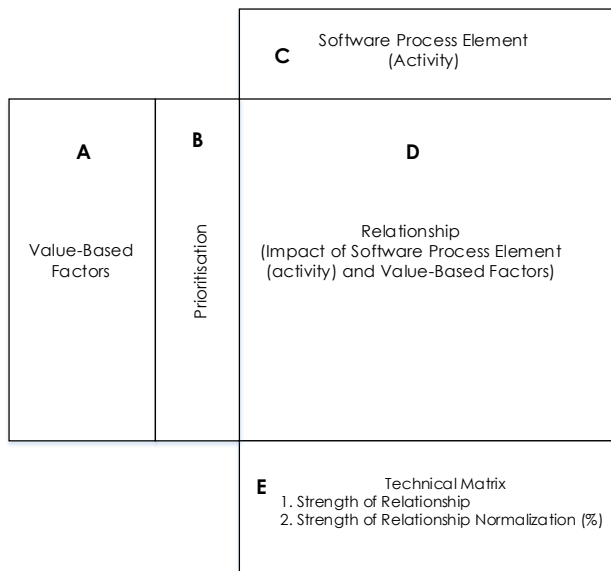 C
Software Process Element
(Activity)
A
Value-Based
Factors
B
Prioritisation
D
Relationship
(Impact of Software Process Element
(activity) and Value-Based Factors)
E
Technical Matrix
1. Strength of Relationship
2. Strength of Relationship Normalization (%)